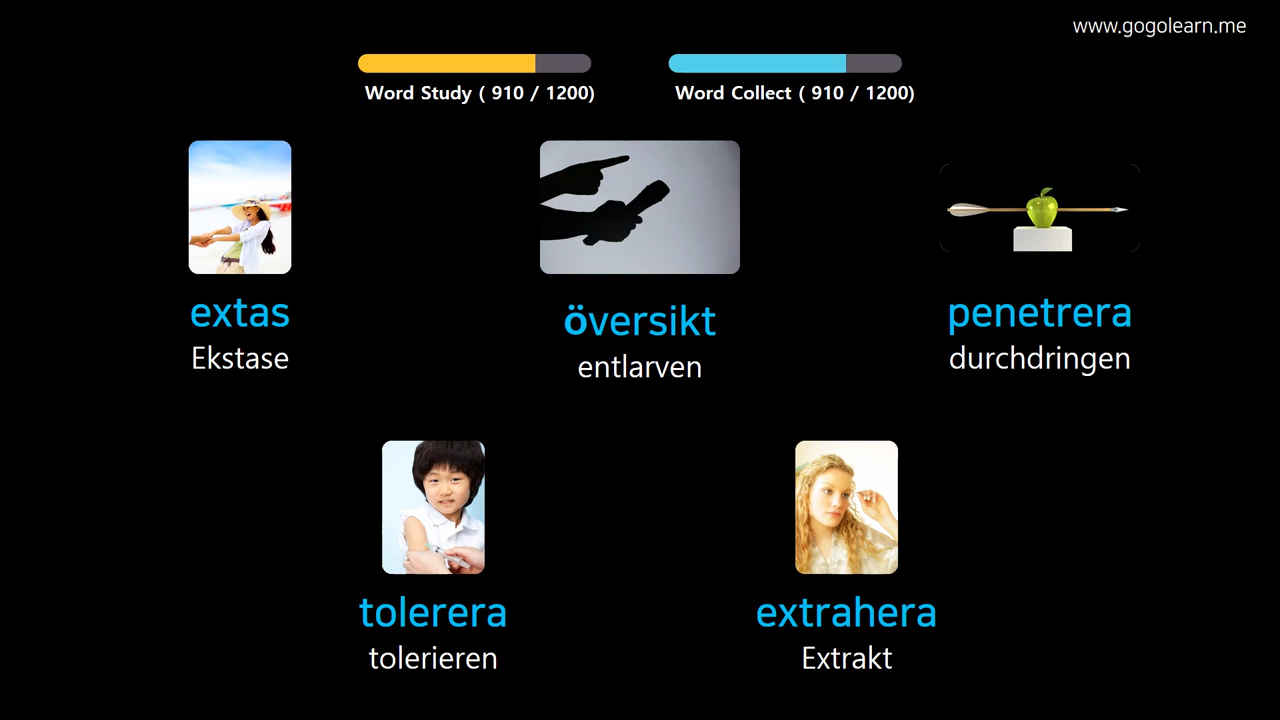 www.gogolearn.me
Word Study ( 910 / 1200)
Word Collect ( 910 / 1200)
extas
Ekstase
översikt
entlarven
penetrera
durchdringen
tolerera
tolerieren
extrahera
Extrakt